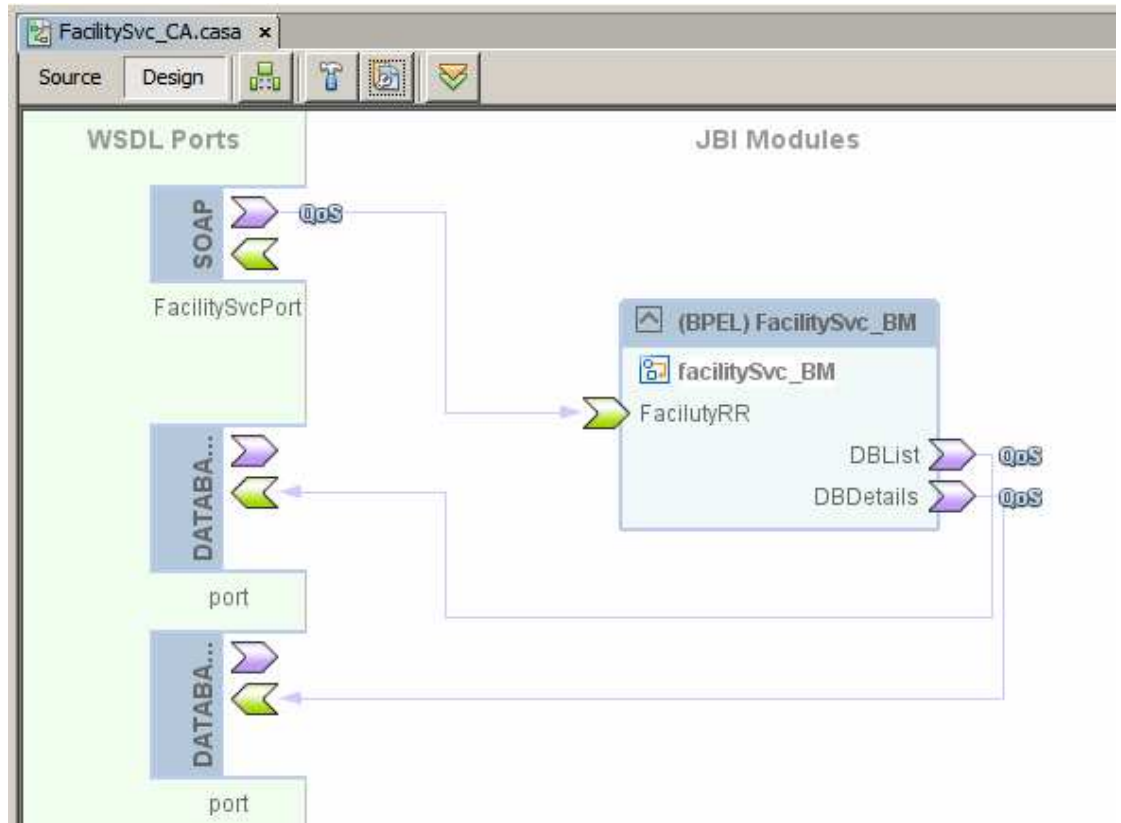 FacilitySvc_CA.casa ×
Source Design
WSDL Ports
JBI Modules
SOAP
QoS
FacilitySvcPort
(BPEL) FacilitySvc_BM
facilitySvc_BM
FacilutyRR
DBList QoS
DBDetails QoS
DATABA...
port
DATABA...
port